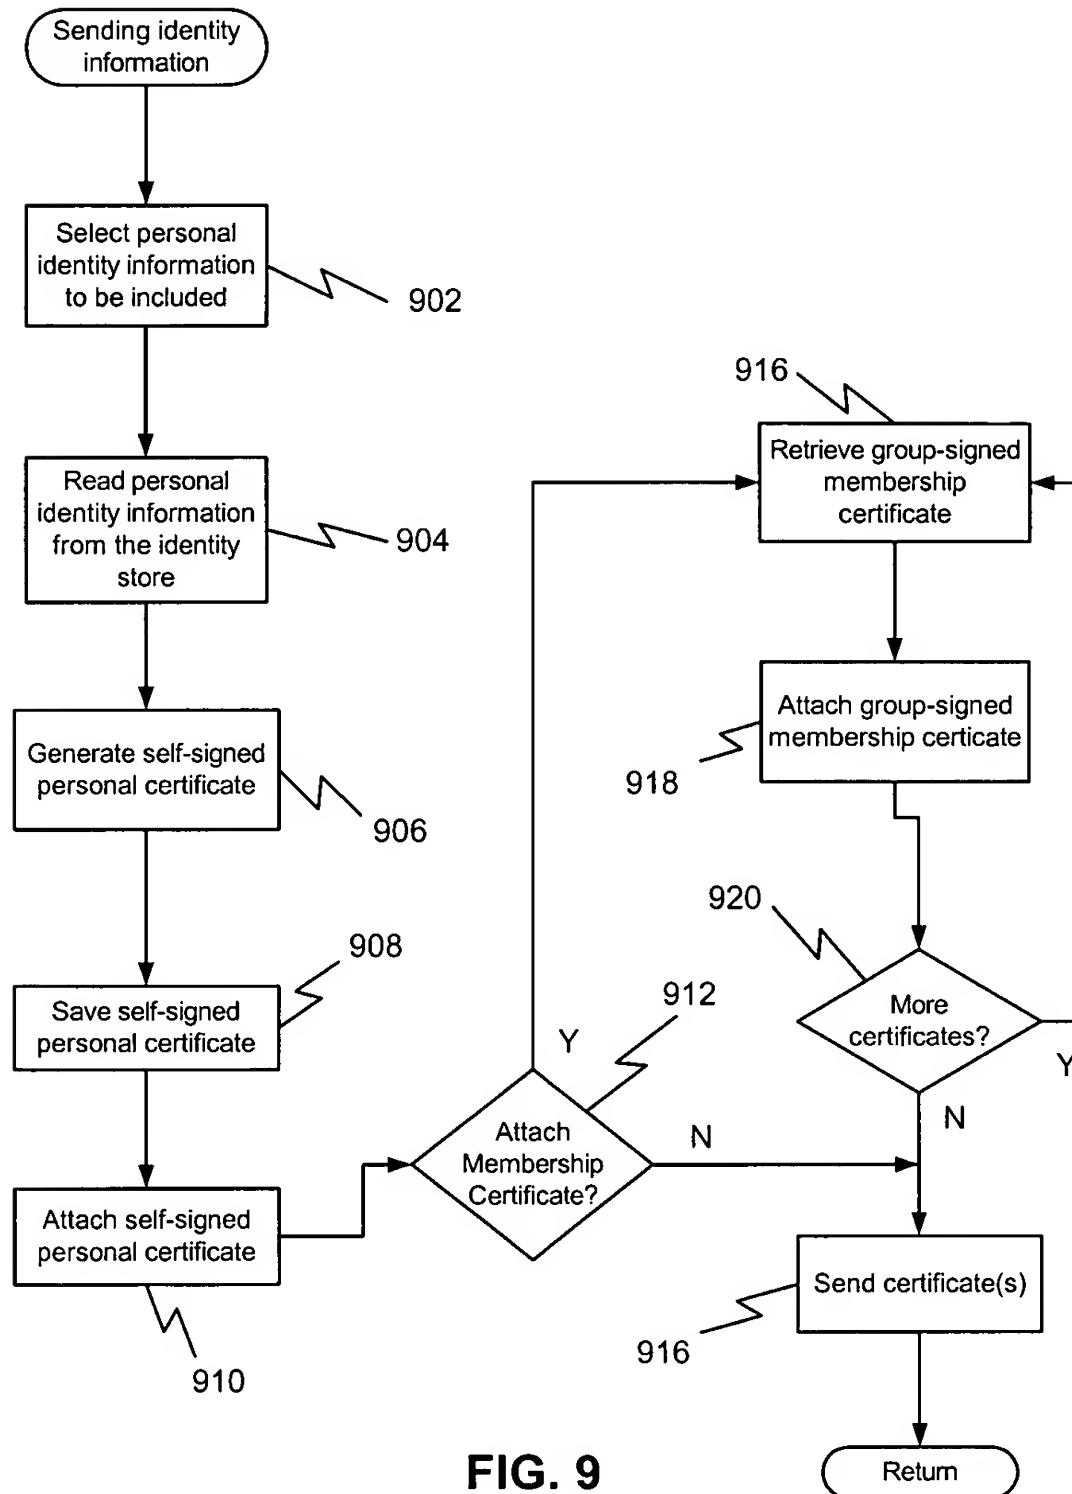 Sending identity
information
Select personal
identity information
to be included
902
Read personal
identity information
from the identity
store
904
Generate self-signed
personal certificate
906
908
Save self-signed
personal certificate
Attach self-signed
personal certificate
910
Attach
Membership
Certificate?
912
Y
N
916
Retrieve group-signed
membership
certificate
Attach group-signed
membership certicate
918
920
More
certificates?
Y
N
Send certificate(s)
916
Return
FIG. 9